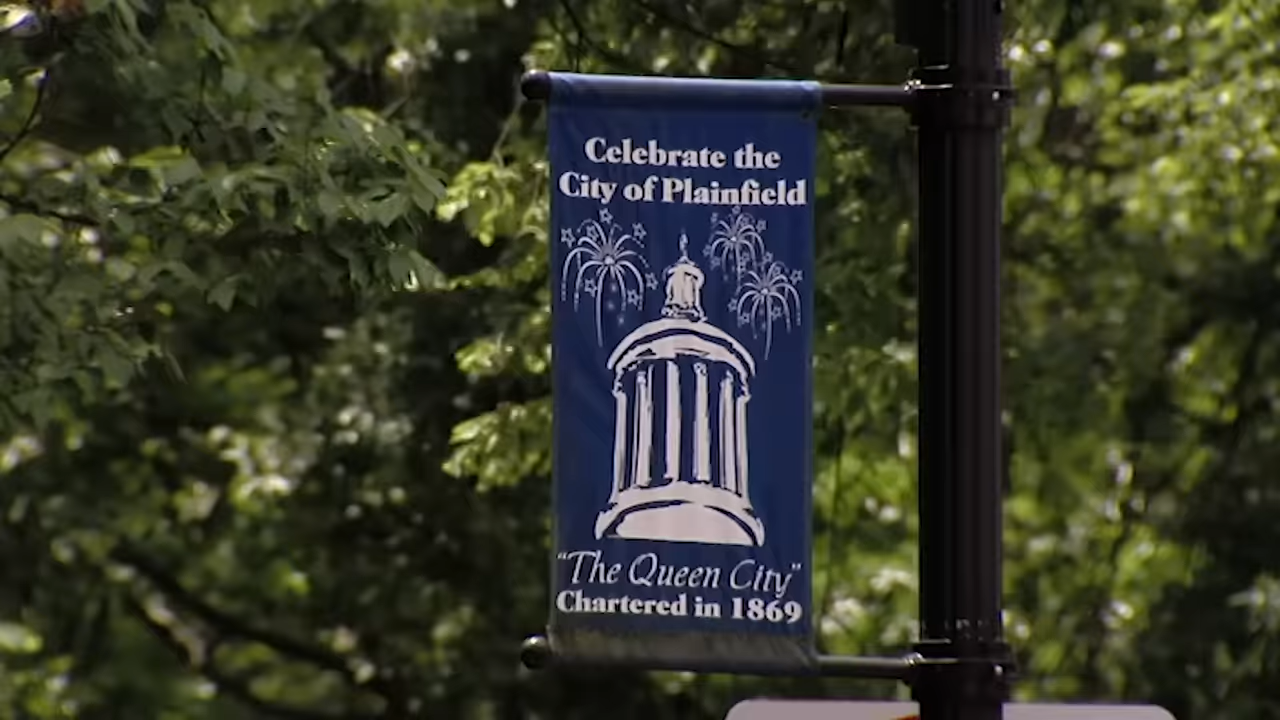 Celebrate the
City of Plainfield
"The Queen City"
Chartered in 1869